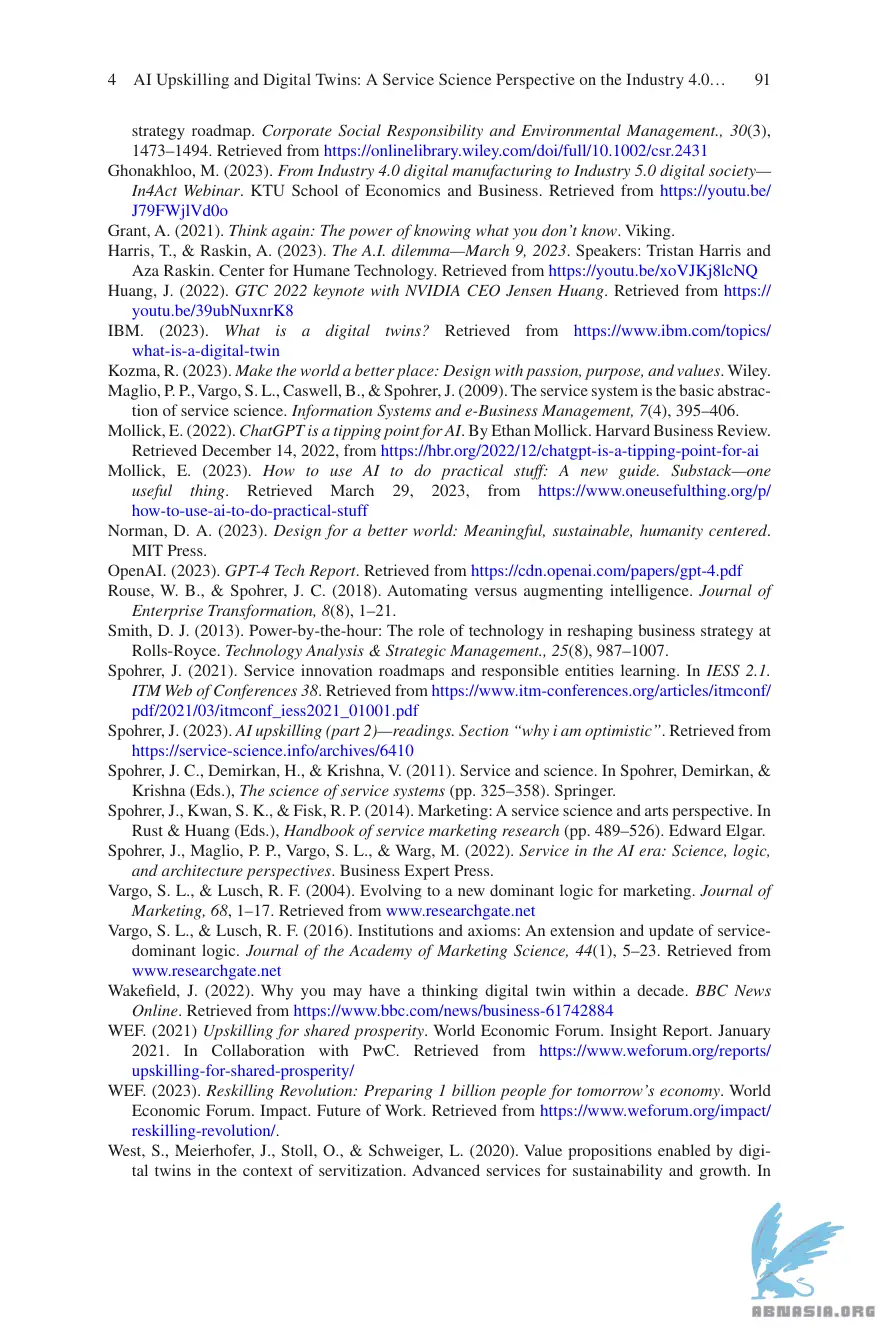 4 AI Upskilling and Digital Twins: A Service Science Perspective on the Industry 4.0… 91
strategy roadmap. Corporate Social Responsibility and Environmental Management., 30(3),
1473–1494. Retrieved from https://onlinelibrary.wiley.com/doi/full/10.1002/csr.2431
Ghonakhloo, M. (2023). From Industry 4.0 digital manufacturing to Industry 5.0 digital society—
In4Act Webinar. KTU School of Economics and Business. Retrieved from https://youtu.be/
J79FWjlVd0o
Grant, A. (2021). Think again: The power of knowing what you don’t know. Viking.
Harris, T., & Raskin, A. (2023). The A.I. dilemma—March 9, 2023. Speakers: Tristan Harris and
Aza Raskin. Center for Humane Technology. Retrieved from https://youtu.be/xoVJKj8lcNQ
Huang, J. (2022). GTC 2022 keynote with NVIDIA CEO Jensen Huang. Retrieved from https://
youtu.be/39ubNuxnrK8
IBM. (2023). What is a digital twins? Retrieved from https://www.ibm.com/topics/
what-is-a-digital-twin
Kozma, R. (2023). Make the world a better place: Design with passion, purpose, and values. Wiley.
Maglio, P. P., Vargo, S. L., Caswell, B., & Spohrer, J. (2009). The service system is the basic abstrac-
tion of service science. Information Systems and e-Business Management, 7(4), 395–406.
Mollick, E. (2022). ChatGPT is a tipping point for AI. By Ethan Mollick. Harvard Business Review.
Retrieved December 14, 2022, from https://hbr.org/2022/12/chatgpt-is-a-tipping-point-for-ai
Mollick, E. (2023). How to use AI to do practical stuff: A new guide. Substack—one
useful thing. Retrieved March 29, 2023, from https://www.oneusefulthing.org/p/
how-to-use-ai-to-do-practical-stuff
Norman, D. A. (2023). Design for a better world: Meaningful, sustainable, humanity centered.
MIT Press.
OpenAI. (2023). GPT-4 Tech Report. Retrieved from https://cdn.openai.com/papers/gpt-4.pdf
Rouse, W. B., & Spohrer, J. C. (2018). Automating versus augmenting intelligence. Journal of
Enterprise Transformation, 8(8), 1–21.
Smith, D. J. (2013). Power-by-the-hour: The role of technology in reshaping business strategy at
Rolls-Royce. Technology Analysis & Strategic Management., 25(8), 987–1007.
Spohrer, J. (2021). Service innovation roadmaps and responsible entities learning. In IESS 2.1.
ITM Web of Conferences 38. Retrieved from https://www.itm-conferences.org/articles/itmconf/
pdf/2021/03/itmconf_iess2021_01001.pdf
Spohrer, J. (2023). AI upskilling (part 2)—readings. Section “why i am optimistic”. Retrieved from
https://service-science.info/archives/6410
Spohrer, J. C., Demirkan, H., & Krishna, V. (2011). Service and science. In Spohrer, Demirkan, &
Krishna (Eds.), The science of service systems (pp. 325–358). Springer.
Spohrer, J., Kwan, S. K., & Fisk, R. P. (2014). Marketing: A service science and arts perspective. In
Rust & Huang (Eds.), Handbook of service marketing research (pp. 489–526). Edward Elgar.
Spohrer, J., Maglio, P. P., Vargo, S. L., & Warg, M. (2022). Service in the AI era: Science, logic,
and architecture perspectives. Business Expert Press.
Vargo, S. L., & Lusch, R. F. (2004). Evolving to a new dominant logic for marketing. Journal of
Marketing, 68, 1–17. Retrieved from www.researchgate.net
Vargo, S. L., & Lusch, R. F. (2016). Institutions and axioms: An extension and update of service-
dominant logic. Journal of the Academy of Marketing Science, 44(1), 5–23. Retrieved from
www.researchgate.net
Wakefield, J. (2022). Why you may have a thinking digital twin within a decade. BBC News
Online. Retrieved from https://www.bbc.com/news/business-61742884
WEF. (2021) Upskilling for shared prosperity. World Economic Forum. Insight Report. January
2021. In Collaboration with PwC. Retrieved from https://www.weforum.org/reports/
upskilling-for-shared-prosperity/
WEF. (2023). Reskilling Revolution: Preparing 1 billion people for tomorrow’s economy. World
Economic Forum. Impact. Future of Work. Retrieved from https://www.weforum.org/impact/
reskilling-revolution/.
West, S., Meierhofer, J., Stoll, O., & Schweiger, L. (2020). Value propositions enabled by digi-
tal twins in the context of servitization. Advanced services for sustainability and growth. In
ABNASIA.ORG